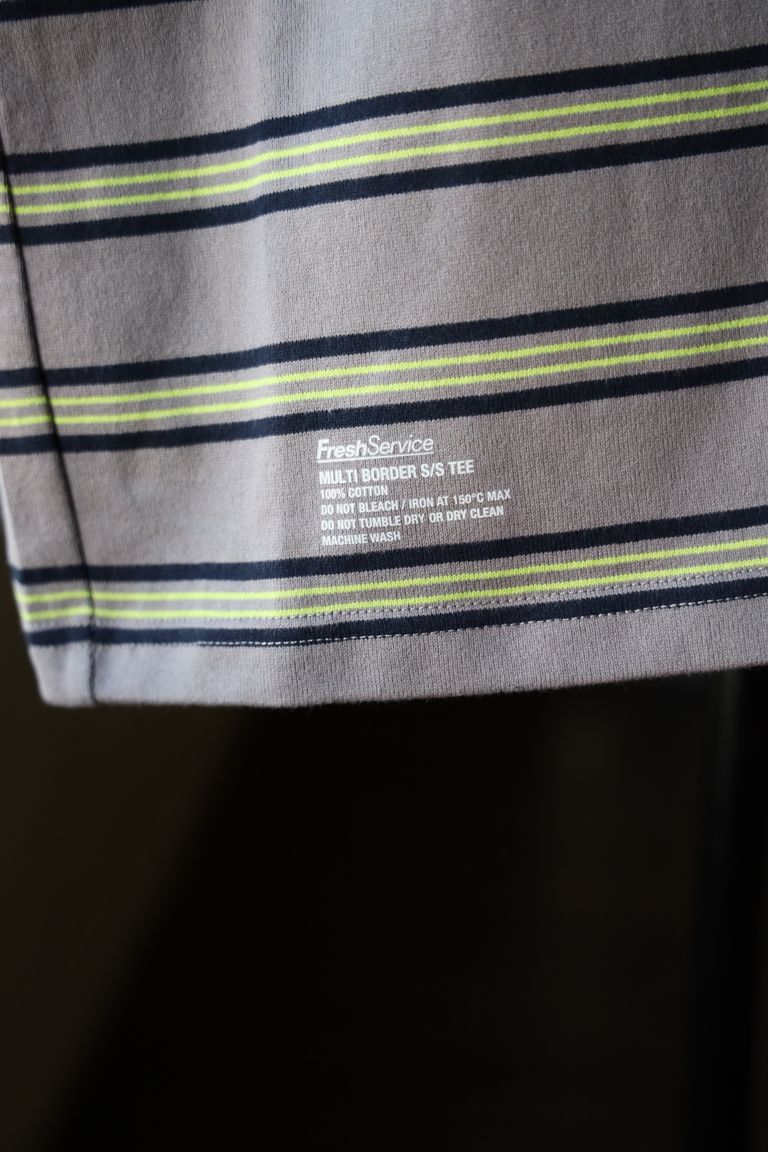 FreshService
MULTI BORDER S/S TEE
100% COTTON
DO NOT BLEACH / IRON AT 150°C MAX
DO NOT TUMBLE DRY OR DRY CLEAN
MACHINE WASH